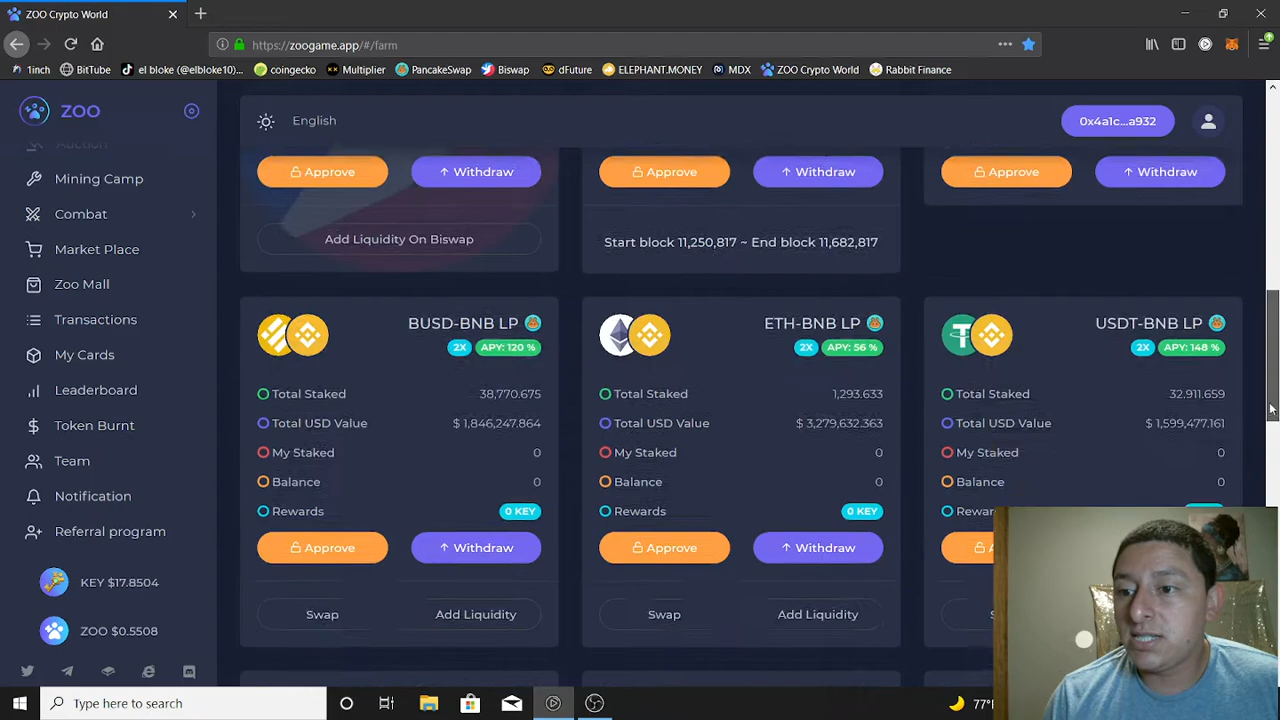 ZOO Crypto World
https://zoogame.app/#/farm
1inch BitTube el bloke (@elbloke10)... coingecko Multiplier PancakeSwap Biswap dFuture ELEPHANT.MONEY MDX ZOO Crypto World Rabbit Finance
ZOO
Auction
Mining Camp
Combat
Market Place
Zoo Mall
Transactions
My Cards
Leaderboard
Token Burnt
Team
Notification
Referral program
KEY $17.8504
ZOO $0.5508
English
0x4a1c...a932
Approve Withdraw Approve Withdraw Approve Withdraw
Add Liquidity On Biswap
Start block 11,250,817 ~ End block 11,682,817
BUSD-BNB LP
2X APY: 120 %
Total Staked 38,770.675
Total USD Value $ 1,846,247.864
My Staked 0
Balance 0
Rewards 0 KEY
Approve Withdraw
Swap Add Liquidity
ETH-BNB LP
2X APY: 56 %
Total Staked 1,293.633
Total USD Value $ 3,279,632.363
My Staked 0
Balance 0
Rewards 0 KEY
Approve Withdraw
Swap Add Liquidity
USDT-BNB LP
2X APY: 148 %
Total Staked 32.911.659
Total USD Value $ 1,599,477.161
My Staked 0
Balance 0
Type here to search
77°